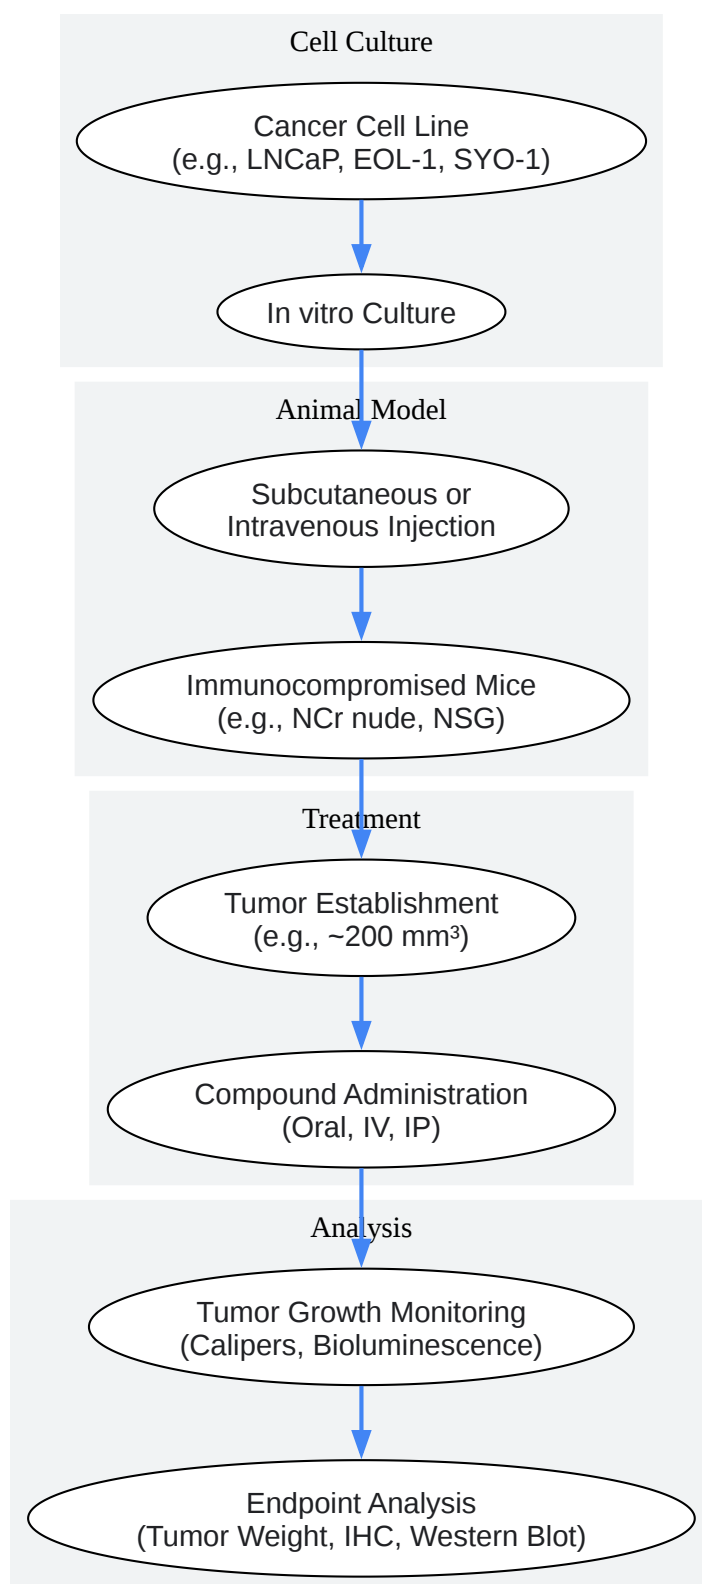 Cell Culture
Cancer Cell Line
(e.g., LNCaP, EOL-1, SYO-1)
In vitro Culture
Animal Model
Subcutaneous or
Intravenous Injection
Immunocompromised Mice
(e.g., NCr nude, NSG)
Treatment
Tumor Establishment
(e.g., ~200 mm³)
Compound Administration
(Oral, IV, IP)
Analysis
Tumor Growth Monitoring
(Calipers, Bioluminescence)
Endpoint Analysis
(Tumor Weight, IHC, Western Blot)